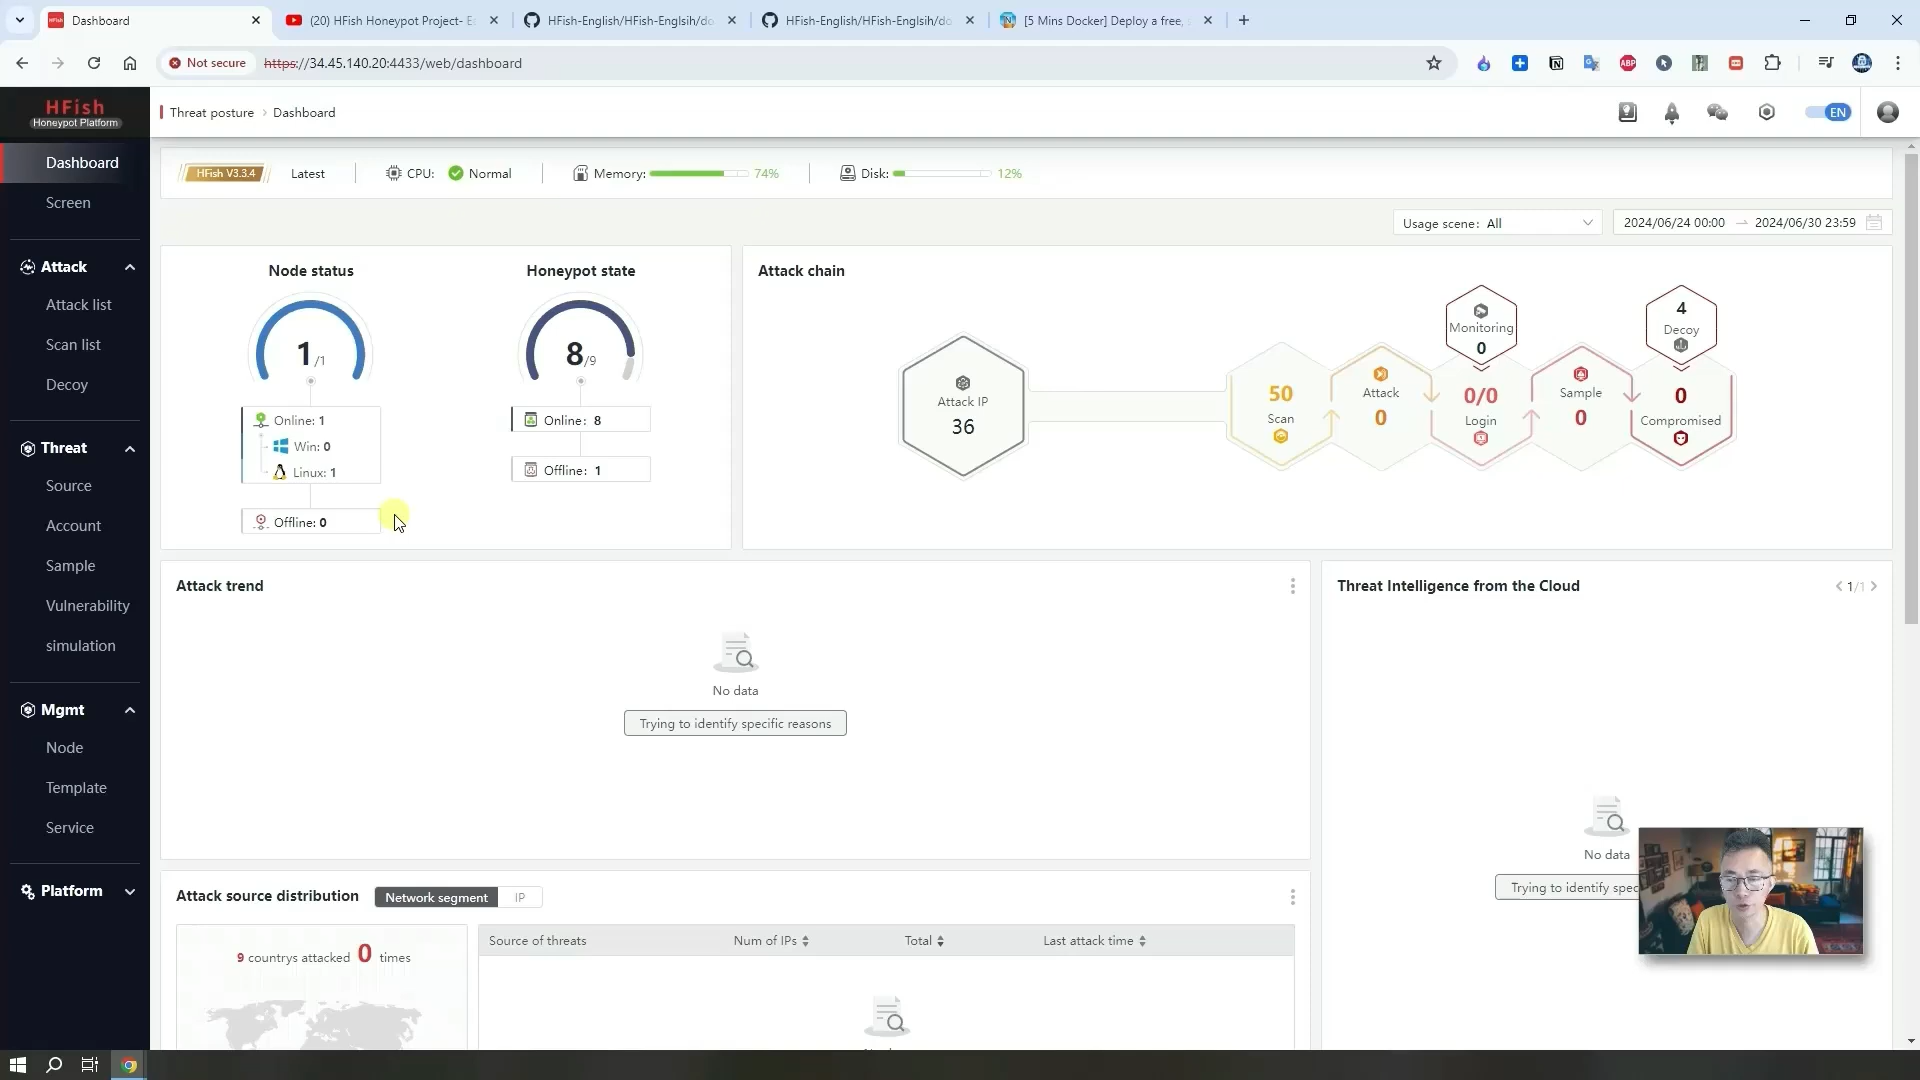 Dashboard
(20) HFish Honeypot Project- E
HFish-English/HFish-Englsih/do
HFish-English/HFish-Englsih/do
[5 Mins Docker] Deploy a free,
Not secure
https://34.45.140.20:4433/web/dashboard
ABP
HFish
Honeypot Platform
Threat posture
Dashboard
EN
Dashboard
Screen
Attack
Attack list
Scan list
Decoy
Threat
Source
Account
Sample
Vulnerability
simulation
Mgmt
Node
Template
Service
Platform
HFish V3.3.4
Latest
CPU:
Normal
Memory:
74%
Disk:
12%
Usage scene: All
2024/06/24 00:00
2024/06/30 23:59
Node status
1/1
Online: 1
Win: 0
Linux: 1
Offline: 0
Honeypot state
8/9
Online: 8
Offline: 1
Attack chain
Attack IP
36
50
Scan
Attack
0
Monitoring
0
0/0
Login
Sample
0
4
Decoy
0
Compromised
Attack trend
No data
Trying to identify specific reasons
Threat Intelligence from the Cloud
1/1
No data
Trying to identify spec
Attack source distribution
Network segment
IP
9 countrys attacked 0 times
Source of threats
Num of IPs
Total
Last attack time